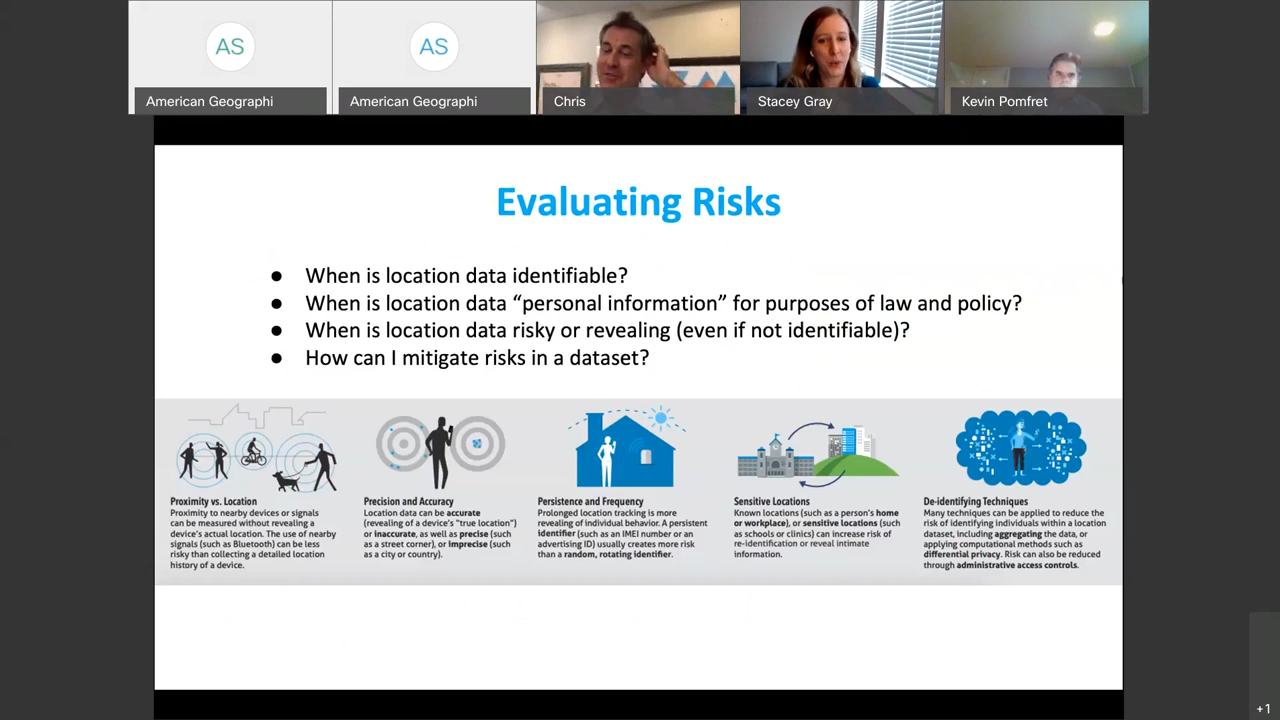 AS
AS
American Geographi
American Geographi
Chris
Stacey Gray
Kevin Pomfret
Evaluating Risks
● When is location data identifiable?
● When is location data “personal information” for purposes of law and policy?
● When is location data risky or revealing (even if not identifiable)?
● How can I mitigate risks in a dataset?
Proximity vs. Location
Proximity to nearby devices or signals
can be measured without revealing a
device's actual location. The use of nearby
signals (such as Bluetooth) can be less
risky than collecting a detailed location
history of a device.
Precision and Accuracy
Location data can be accurate
(revealing of a device's “true location”)
or inaccurate, as well as precise (such
as a street corner), or imprecise (such
as a city or country).
Persistence and Frequency
Prolonged location tracking is more
revealing of individual behavior. A persistent
identifier (such as an IMEI number or an
advertising ID) usually creates more risk
than a random, rotating identifier.
Sensitive Locations
Known locations (such as a person's home
or workplace), or sensitive locations (such
as schools or clinics) can increase risk of
re-identification or reveal intimate
information.
De-identifying Techniques
Many techniques can be applied to reduce the
risk of identifying individuals within a location
dataset, including aggregating the data, or
applying computational methods such as
differential privacy. Risk can also be reduced
through administrative access controls.
+1